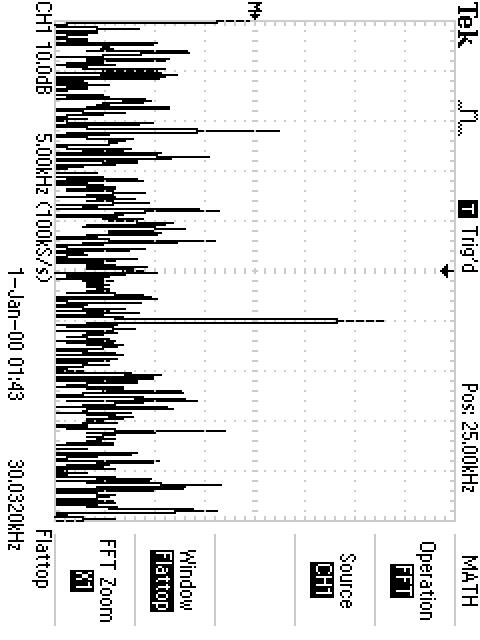 Tek
T Trig'd
Pos: 25.00kHz
MATH
Operation
FFT
Source
CH1
Window
Flattop
FFT Zoom
X1
M
CH1 10.0dB
5.00kHz (100kS/s)
Flattop
1-Jan-00 01:43
30.0320kHz